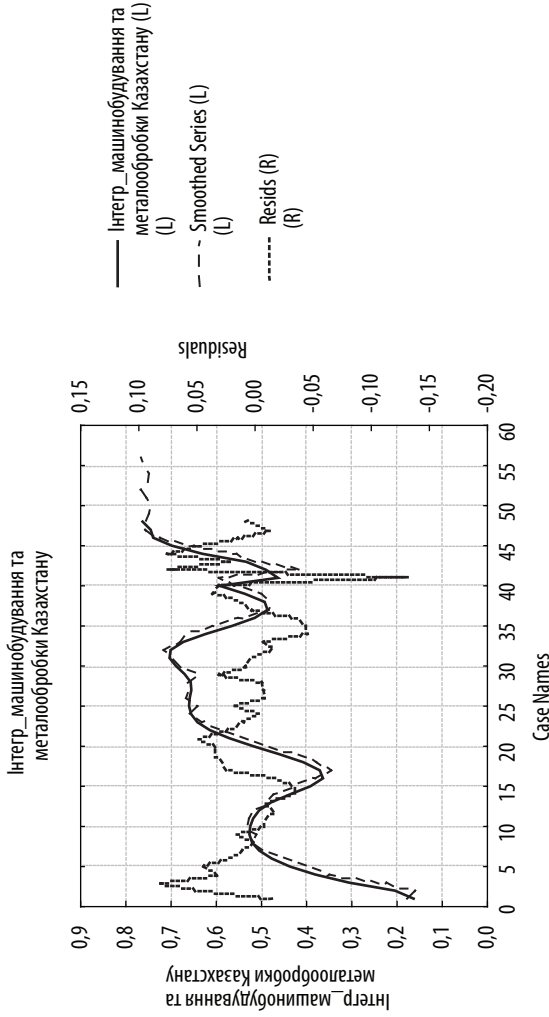 Інтегр_машинобудування та
металообробки Казахстану
Інтегр_машинобудування та
металообробки Казахстану
0,9
0,8
0,7
0,6
0,5
0,4
0,3
0,2
0,1
0,0
0 5 10 15 20 25 30 35 40 45 50 55 60
Case Names
0,15
0,10
0,05
0,00
-0,05
-0,10
-0,15
-0,20
Residuals
Інтегр_машинобудування та
металообробки Казахстану (L)
(L)
Smoothed Series (L)
(L)
Resids (R)
(R)